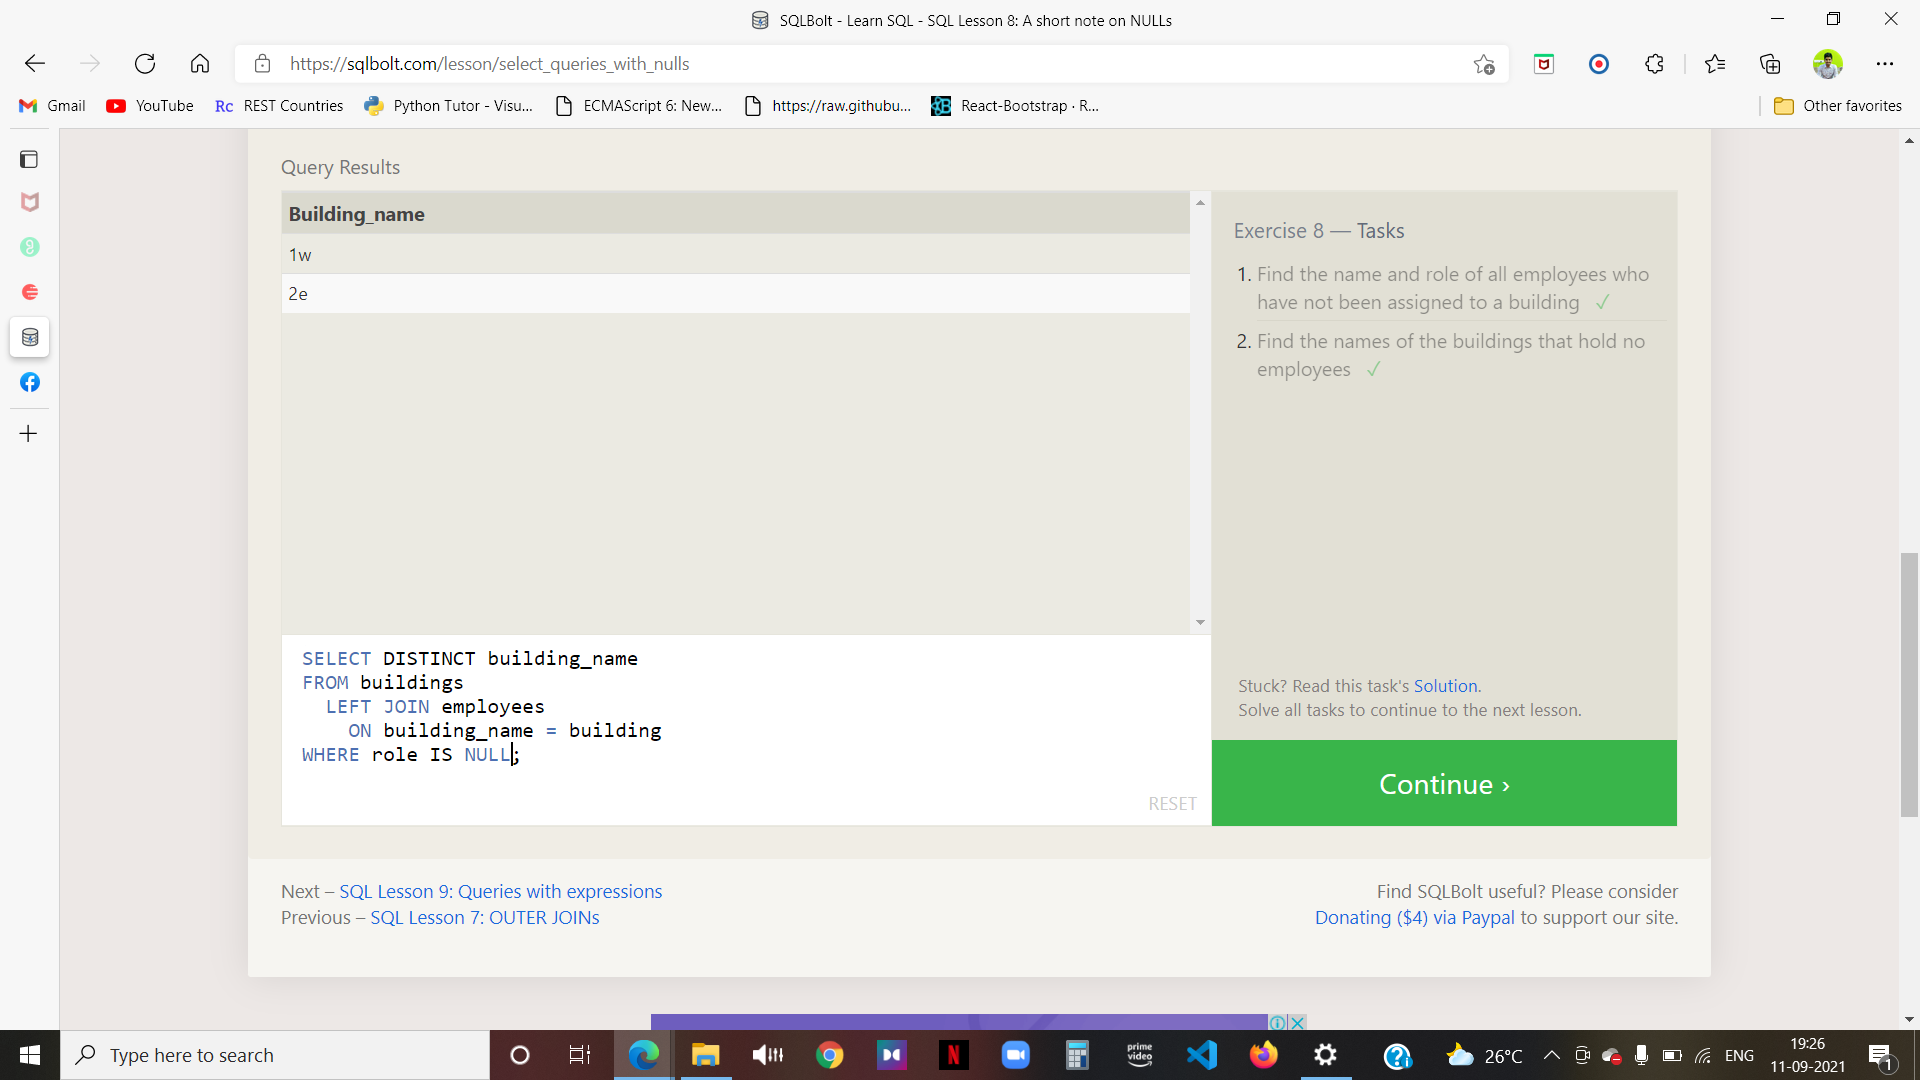 SQLBolt - Learn SQL - SQL Lesson 8: A short note on NULLs
https://sqlbolt.com/lesson/select_queries_with_nulls
Gmail
YouTube
Rc REST Countries
Python Tutor - Visu...
ECMAScript 6: New...
https://raw.githubu...
React-Bootstrap · R...
Other favorites
Query Results
Building_name
1w
2e
Exercise 8 — Tasks
1. Find the name and role of all employees who
have not been assigned to a building ✓
2. Find the names of the buildings that hold no
employees ✓
SELECT DISTINCT building_name
FROM buildings
LEFT JOIN employees
ON building_name = building
WHERE role IS NULL;
RESET
Stuck? Read this task's Solution.
Solve all tasks to continue to the next lesson.
Continue ›
Next – SQL Lesson 9: Queries with expressions
Previous – SQL Lesson 7: OUTER JOINs
Find SQLBolt useful? Please consider
Donating ($4) via Paypal to support our site.
Type here to search
prime
video
26°C
ENG
19:26
11-09-2021
1